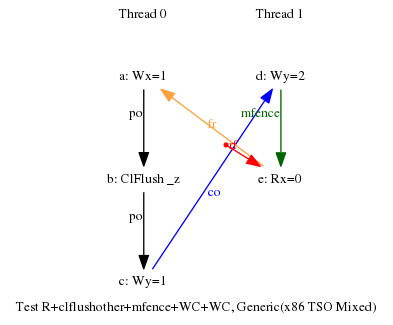 Thread 0 Thread 1
a: Wx=1 d: Wy=2
po mfence
fr
rf
b: ClFlush _z e: Rx=0
co
po
c: Wy=1
Test R+clflushother+mfence+WC+WC, Generic(x86 TSO Mixed)